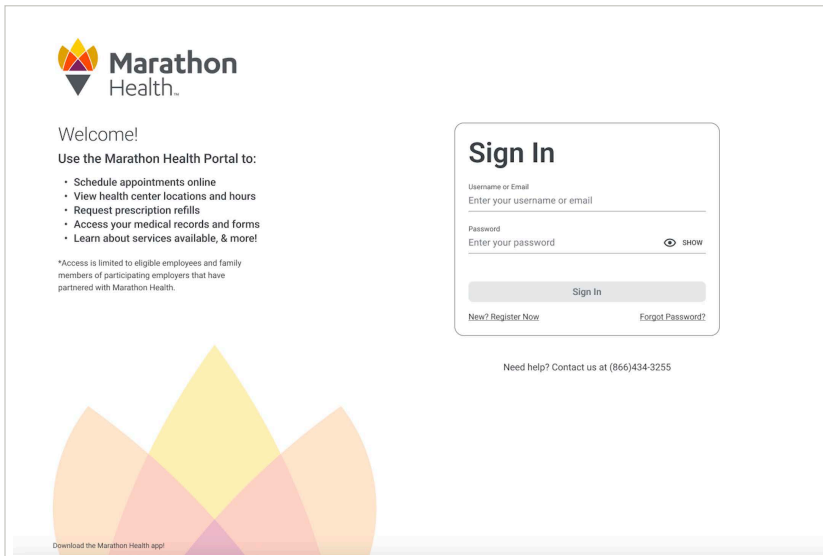 Marathon
Health™
Welcome!
Use the Marathon Health Portal to:
• Schedule appointments online
• View health center locations and hours
• Request prescription refills
• Access your medical records and forms
• Learn about services available, & more!
*Access is limited to eligible employees and family
members of participating employers that have
partnered with Marathon Health.
Download the Marathon Health app!
Sign In
Username or Email
Enter your username or email
Password
Enter your password SHOW
Sign In
New? Register Now Forgot Password?
Need help? Contact us at (866)434-3255